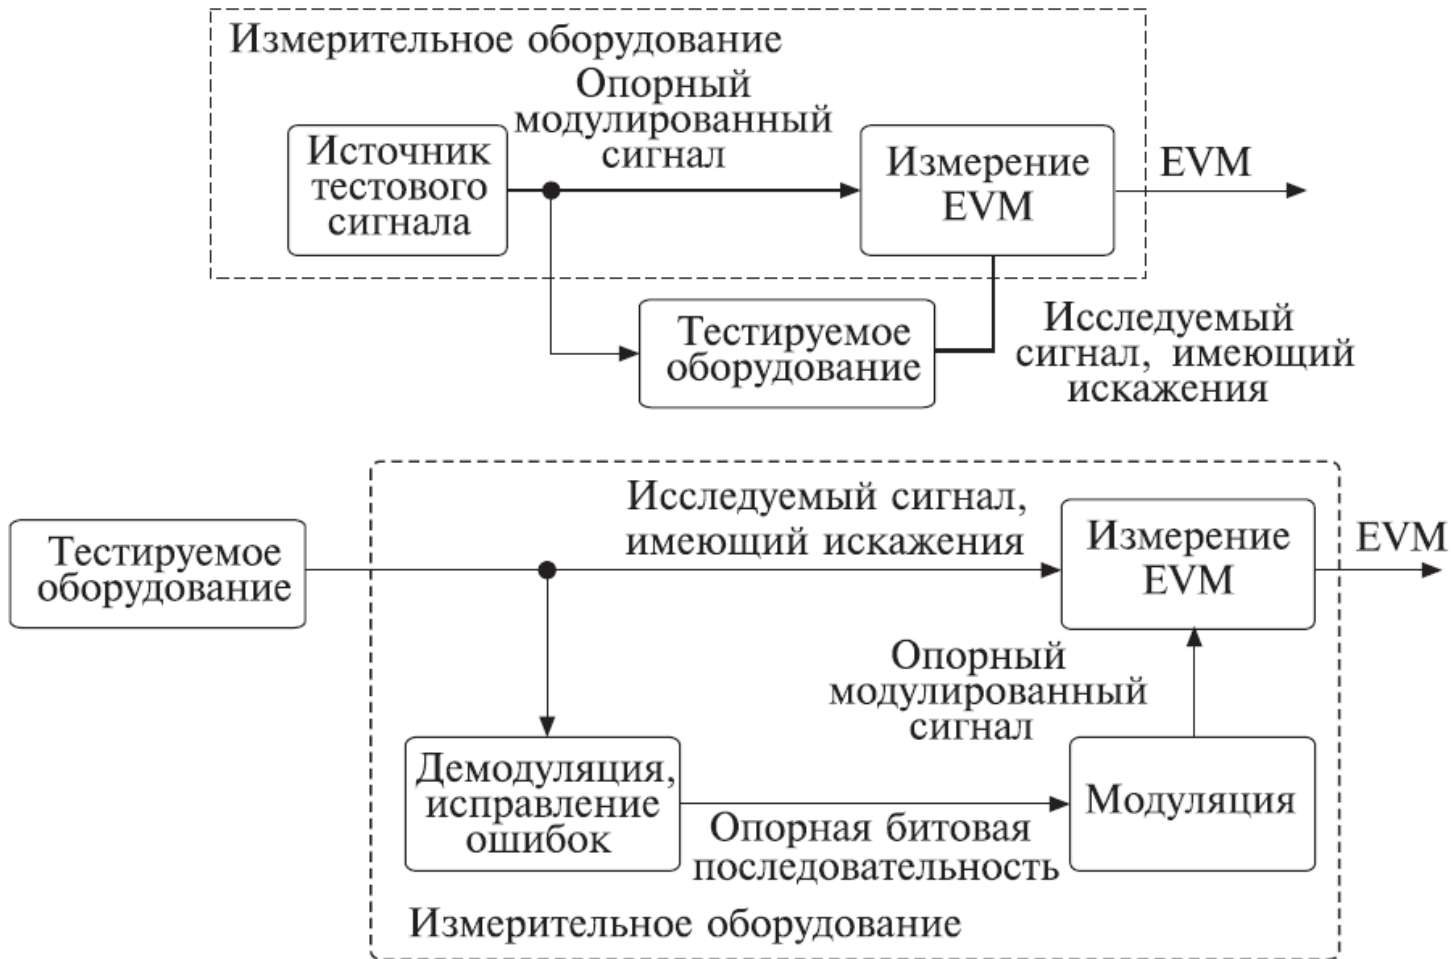 Измерительное оборудование
Опорный
модулированный
сигнал
Источник
тестового
сигнала
Измерение
EVM
EVM
Тестируемое
оборудование
Исследуемый
сигнал, имеющий
искажения
Тестируемое
оборудование
Исследуемый сигнал,
имеющий искажения
Измерение
EVM
EVM
Опорный
модулированный
сигнал
Демодуляция,
исправление
ошибок
Опорная битовая
последовательность
Модуляция
Измерительное оборудование